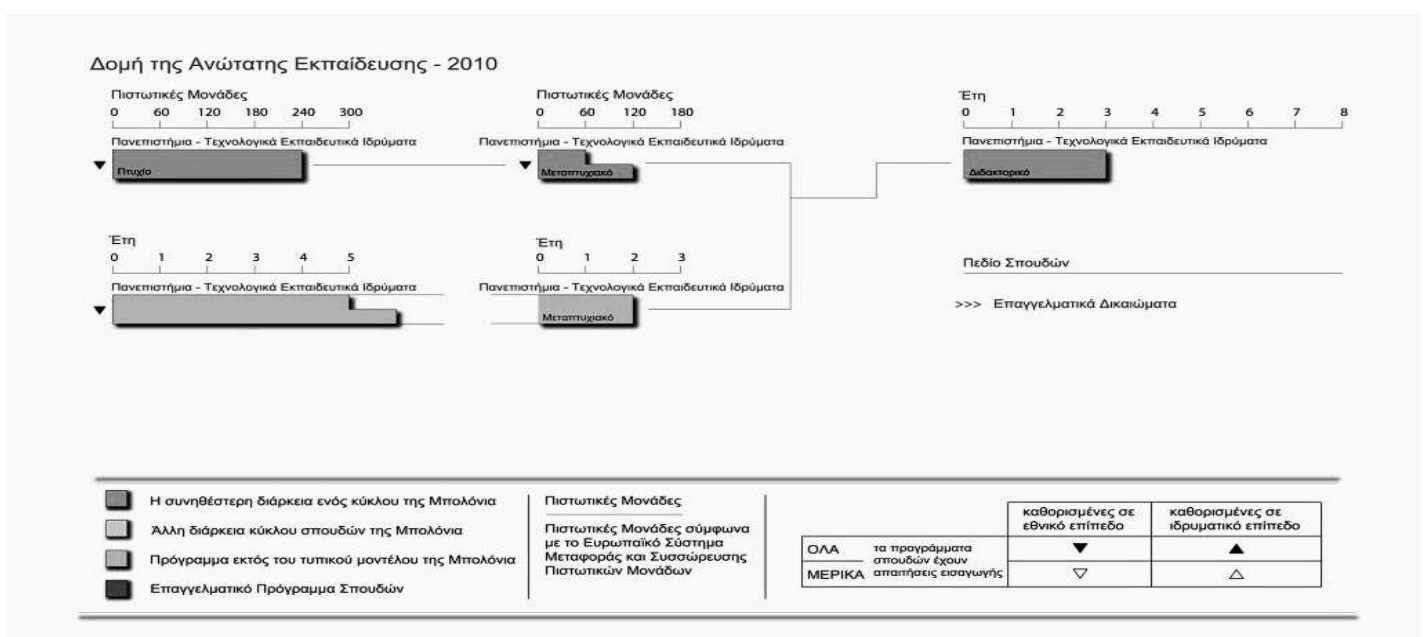 Δομή της Ανώτατης Εκπαίδευσης - 2010
Πιστωτικές Μονάδες
0 60 120 180 240 300
Πανεπιστήμια - Τεχνολογικά Εκπαιδευτικά Ιδρύματα
Πτυχίο
Πιστωτικές Μονάδες
0 60 120 180
Πανεπιστήμια - Τεχνολογικά Εκπαιδευτικά Ιδρύματα
Μεταπτυχιακό
Έτη
0 1 2 3 4 5 6 7 8
Πανεπιστήμια - Τεχνολογικά Εκπαιδευτικά Ιδρύματα
Διδακτορικό
Έτη
0 1 2 3 4 5
Πανεπιστήμια - Τεχνολογικά Εκπαιδευτικά Ιδρύματα
Έτη
0 1 2 3
Πανεπιστήμια - Τεχνολογικά Εκπαιδευτικά Ιδρύματα
Μεταπτυχιακό
Πεδίο Σπουδών
>>> Επαγγελματικά Δικαιώματα
Η συνηθέστερη διάρκεια ενός κύκλου της Μπολόνια
Άλλη διάρκεια κύκλου σπουδών της Μπολόνια
Πρόγραμμα εκτός του τυπικού μοντέλου της Μπολόνια
Επαγγελματικό Πρόγραμμα Σπουδών
Πιστωτικές Μονάδες
Πιστωτικές Μονάδες σύμφωνα
με το Ευρωπαϊκό Σύστημα
Μεταφοράς και Συσσώρευσης
Πιστωτικών Μονάδων
καθορισμένες σε
εθνικό επίπεδο
καθορισμένες σε
ιδρυματικό επίπεδο
ΟΛΑ
ΜΕΡΙΚΑ
τα προγράμματα
σπουδών έχουν
απαιτήσεις εισαγωγής